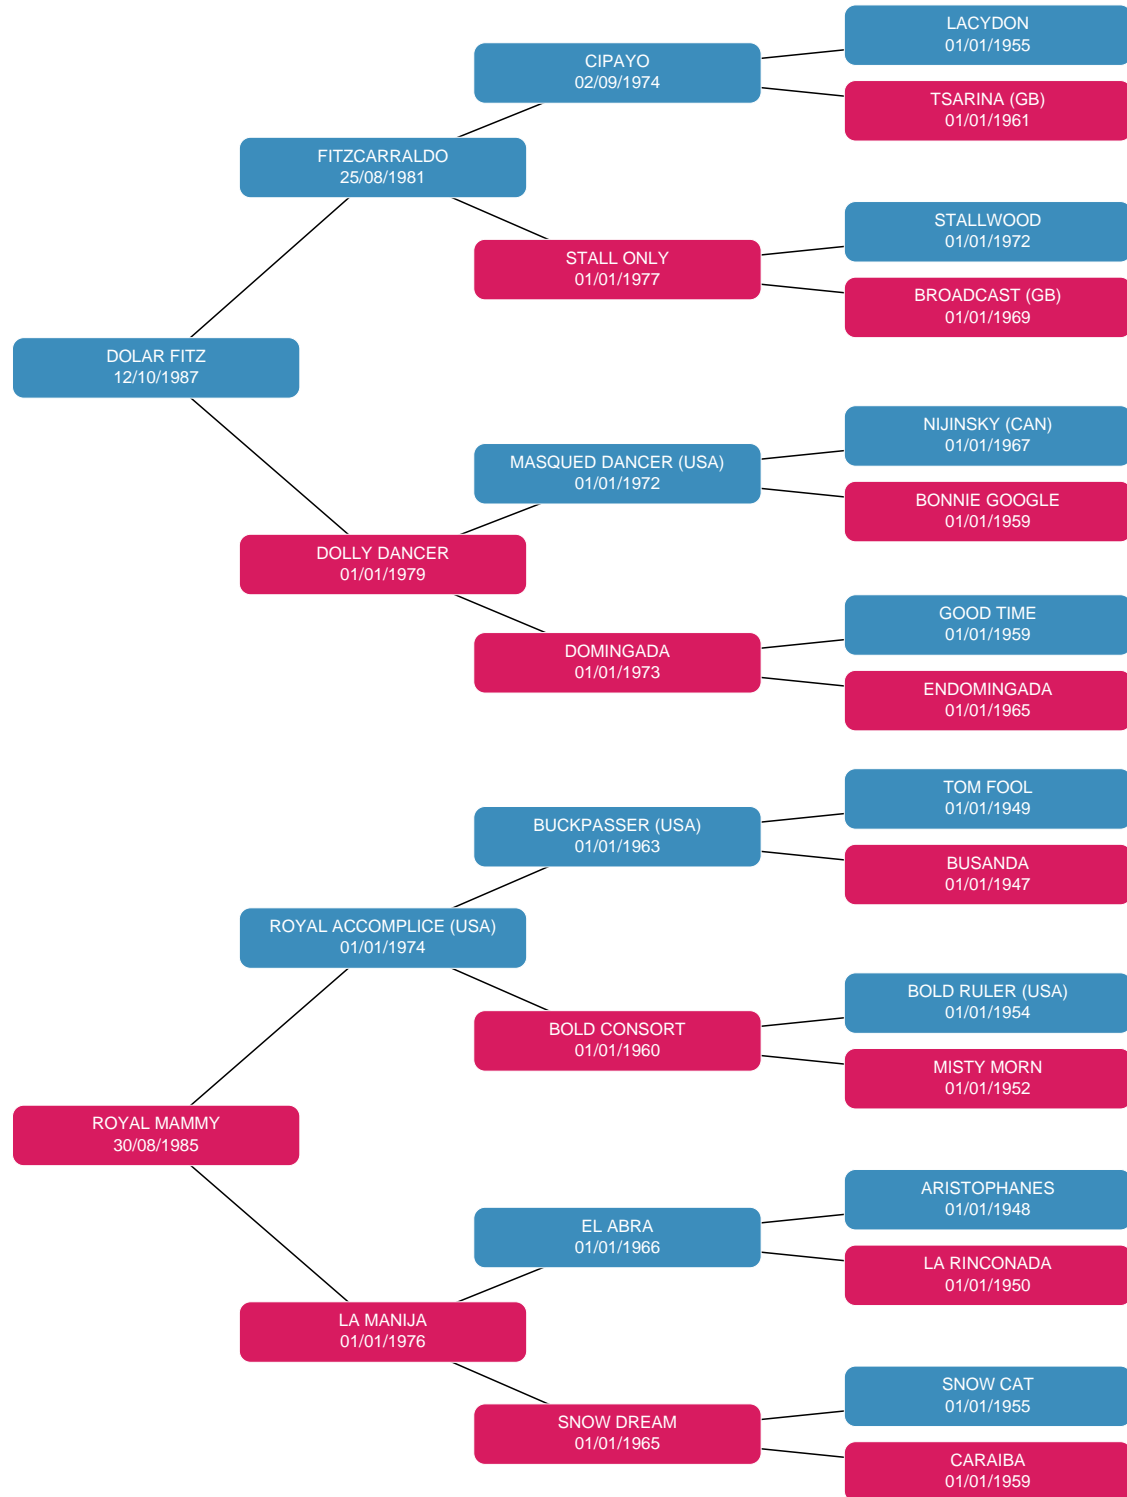 LACYDON
01/01/1955
CIPAYO
02/09/1974
TSARINA (GB)
01/01/1961
FITZCARRALDO
25/08/1981
STALLWOOD
01/01/1972
STALL ONLY
01/01/1977
BROADCAST (GB)
01/01/1969
DOLAR FITZ
12/10/1987
NIJINSKY (CAN)
01/01/1967
MASQUED DANCER (USA)
01/01/1972
BONNIE GOOGLE
01/01/1959
DOLLY DANCER
01/01/1979
GOOD TIME
01/01/1959
DOMINGADA
01/01/1973
ENDOMINGADA
01/01/1965
TOM FOOL
01/01/1949
BUCKPASSER (USA)
01/01/1963
BUSANDA
01/01/1947
ROYAL ACCOMPLICE (USA)
01/01/1974
BOLD RULER (USA)
01/01/1954
BOLD CONSORT
01/01/1960
MISTY MORN
01/01/1952
ROYAL MAMMY
30/08/1985
ARISTOPHANES
01/01/1948
EL ABRA
01/01/1966
LA RINCONADA
01/01/1950
LA MANIJA
01/01/1976
SNOW CAT
01/01/1955
SNOW DREAM
01/01/1965
CARAIBA
01/01/1959